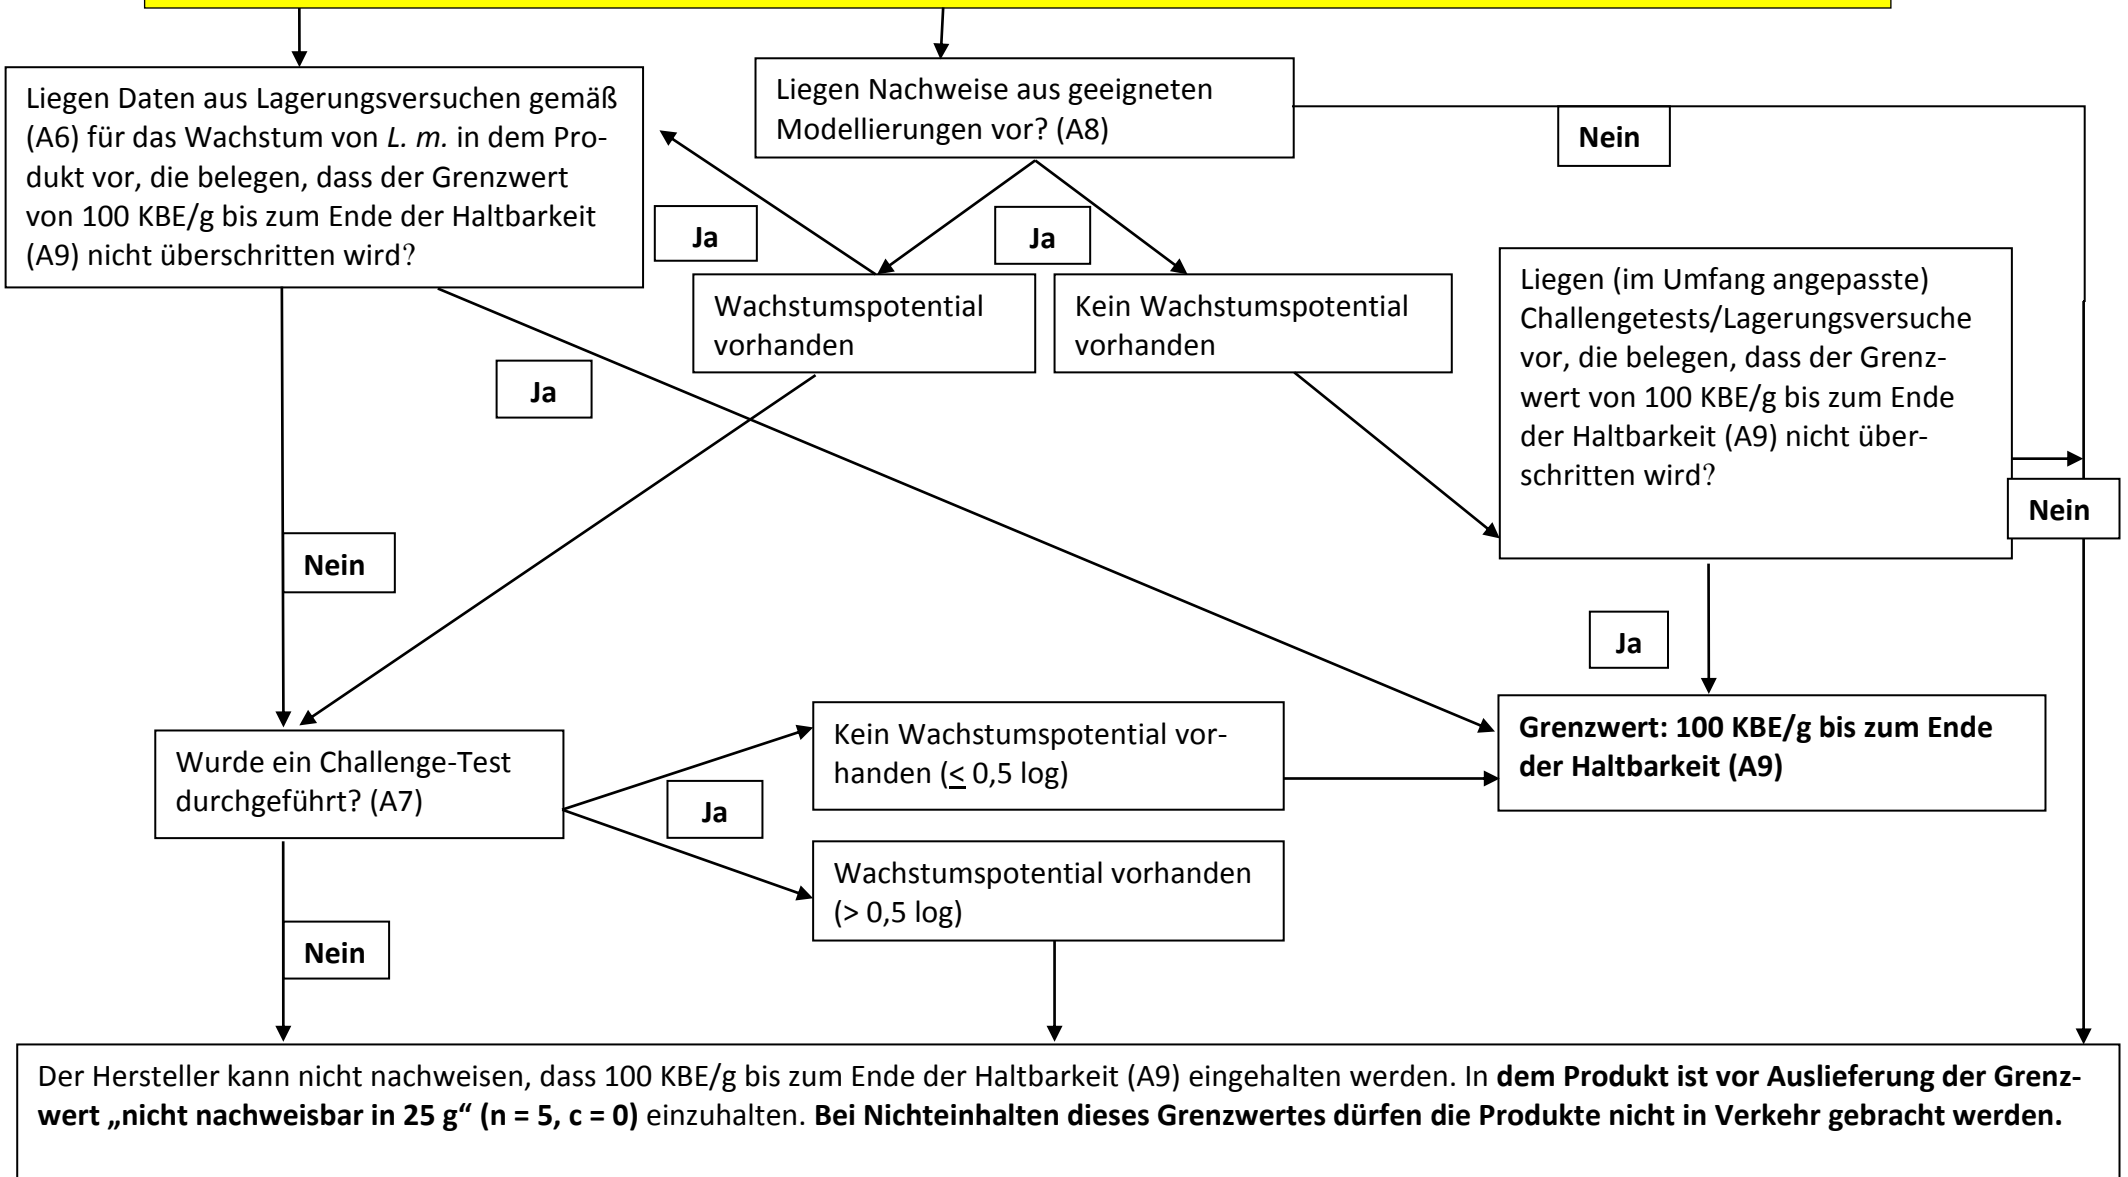 Liegen Daten aus Lagerungsversuchen gemäß
(A6) für das Wachstum von L. m. in dem Pro-
dukt vor, die belegen, dass der Grenzwert
von 100 KBE/g bis zum Ende der Haltbarkeit
(A9) nicht überschritten wird?
Liegen Nachweise aus geeigneten
Modellierungen vor? (A8)
Nein
Ja
Ja
Wachstumspotential
vorhanden
Kein Wachstumspotential
vorhanden
Liegen (im Umfang angepasste)
Challengetests/Lagerungsversuche
vor, die belegen, dass der Grenz-
wert von 100 KBE/g bis zum Ende
der Haltbarkeit (A9) nicht über-
schritten wird?
Ja
Nein
Nein
Ja
Wurde ein Challenge-Test
durchgeführt? (A7)
Ja
Kein Wachstumspotential vor-
handen (≤ 0,5 log)
Grenzwert: 100 KBE/g bis zum Ende
der Haltbarkeit (A9)
Wachstumspotential vorhanden
(> 0,5 log)
Nein
Der Hersteller kann nicht nachweisen, dass 100 KBE/g bis zum Ende der Haltbarkeit (A9) eingehalten werden. In dem Produkt ist vor Auslieferung der Grenz-
wert „nicht nachweisbar in 25 g“ (n = 5, c = 0) einzuhalten. Bei Nichteinhalten dieses Grenzwertes dürfen die Produkte nicht in Verkehr gebracht werden.